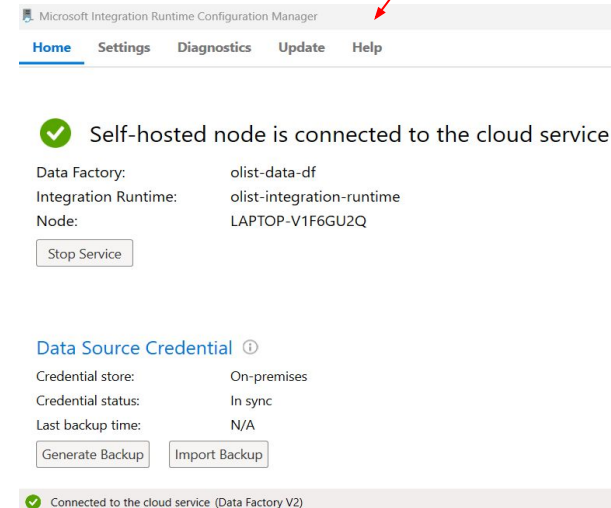 Microsoft Integration Runtime Configuration Manager
Home Settings Diagnostics Update Help
Self-hosted node is connected to the cloud service
Data Factory: olist-data-df
Integration Runtime: olist-integration-runtime
Node: LAPTOP-V1F6GU2Q
Stop Service
Data Source Credential
Credential store: On-premises
Credential status: In sync
Last backup time: N/A
Generate Backup Import Backup
Connected to the cloud service (Data Factory V2)